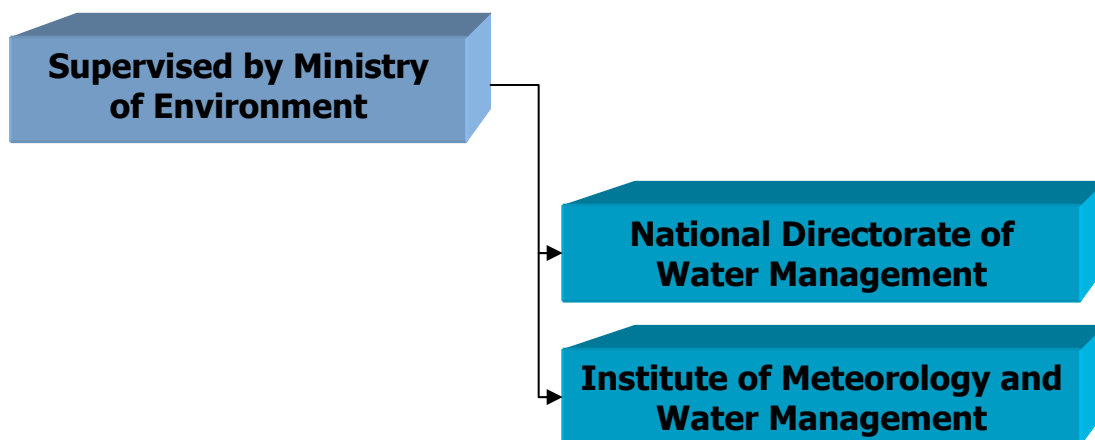 Supervised by Ministry
of Environment
National Directorate of
Water Management
Institute of Meteorology and
Water Management